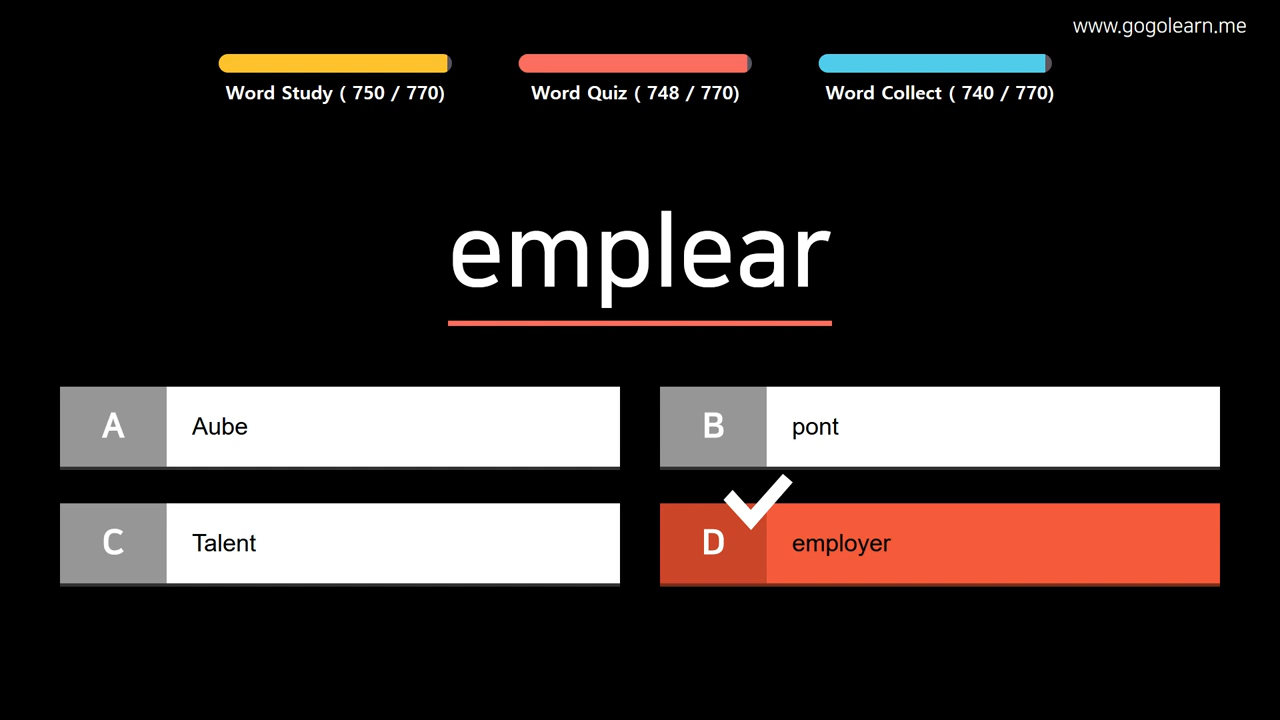 www.gogolearn.me
Word Study ( 750 / 770)
Word Quiz ( 748 / 770)
Word Collect ( 740 / 770)
emplear
A Aube
B pont
C Talent
D employer